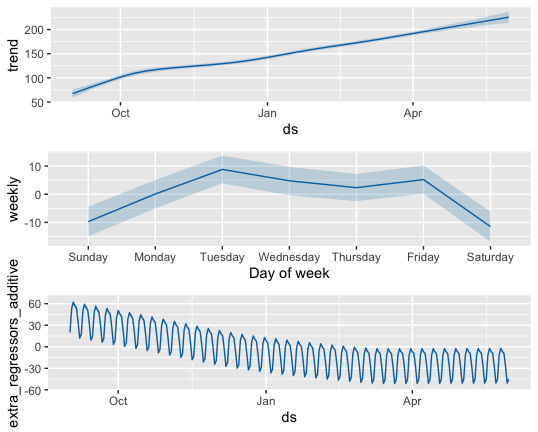 trend
200
150
100
50
Oct Jan Apr
ds
weekly
10
0
-10
Sunday Monday Tuesday Wednesday Thursday Friday Saturday
Day of week
extra_regressors_additive
60
30
0
-30
-60
Oct Jan Apr
ds